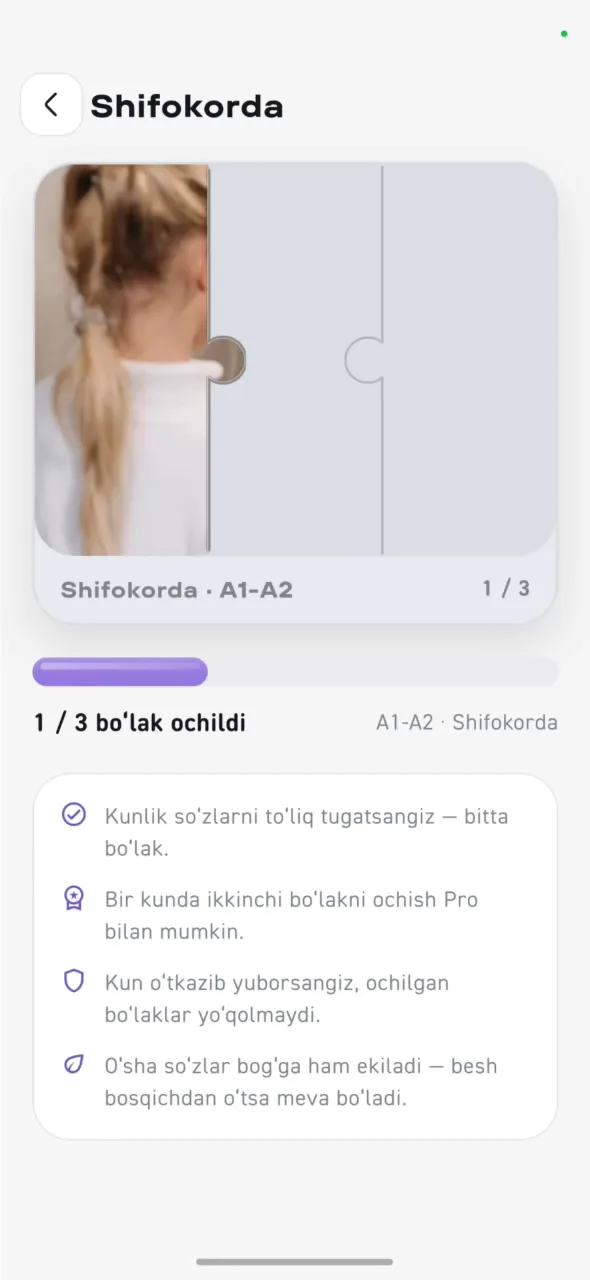 Shifokorda
Shifokorda · A1-A2
1 / 3
1 / 3 boʻlak ochildi
A1-A2 · Shifokorda
Kunlik soʻzlarni toʻliq tugatsangiz — bitta
boʻlak.
Bir kunda ikkinchi boʻlakni ochish Pro
bilan mumkin.
Kun oʻtkazib yuborsangiz, ochilgan
boʻlaklar yoʻqolmaydi.
Oʻsha soʻzlar bogʻga ham ekiladi — besh
bosqichdan oʻtsa meva boʻladi.